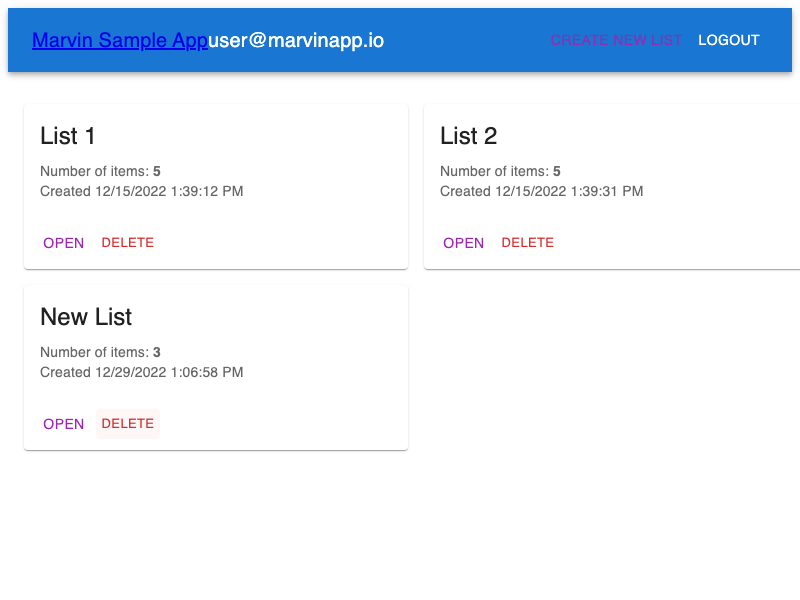 Marvin Sample Appuser@marvinapp.io CREATE NEW LIST LOGOUT
List 1
Number of items: 5
Created 12/15/2022 1:39:12 PM
OPEN DELETE
List 2
Number of items: 5
Created 12/15/2022 1:39:31 PM
OPEN DELETE
New List
Number of items: 3
Created 12/29/2022 1:06:58 PM
OPEN DELETE